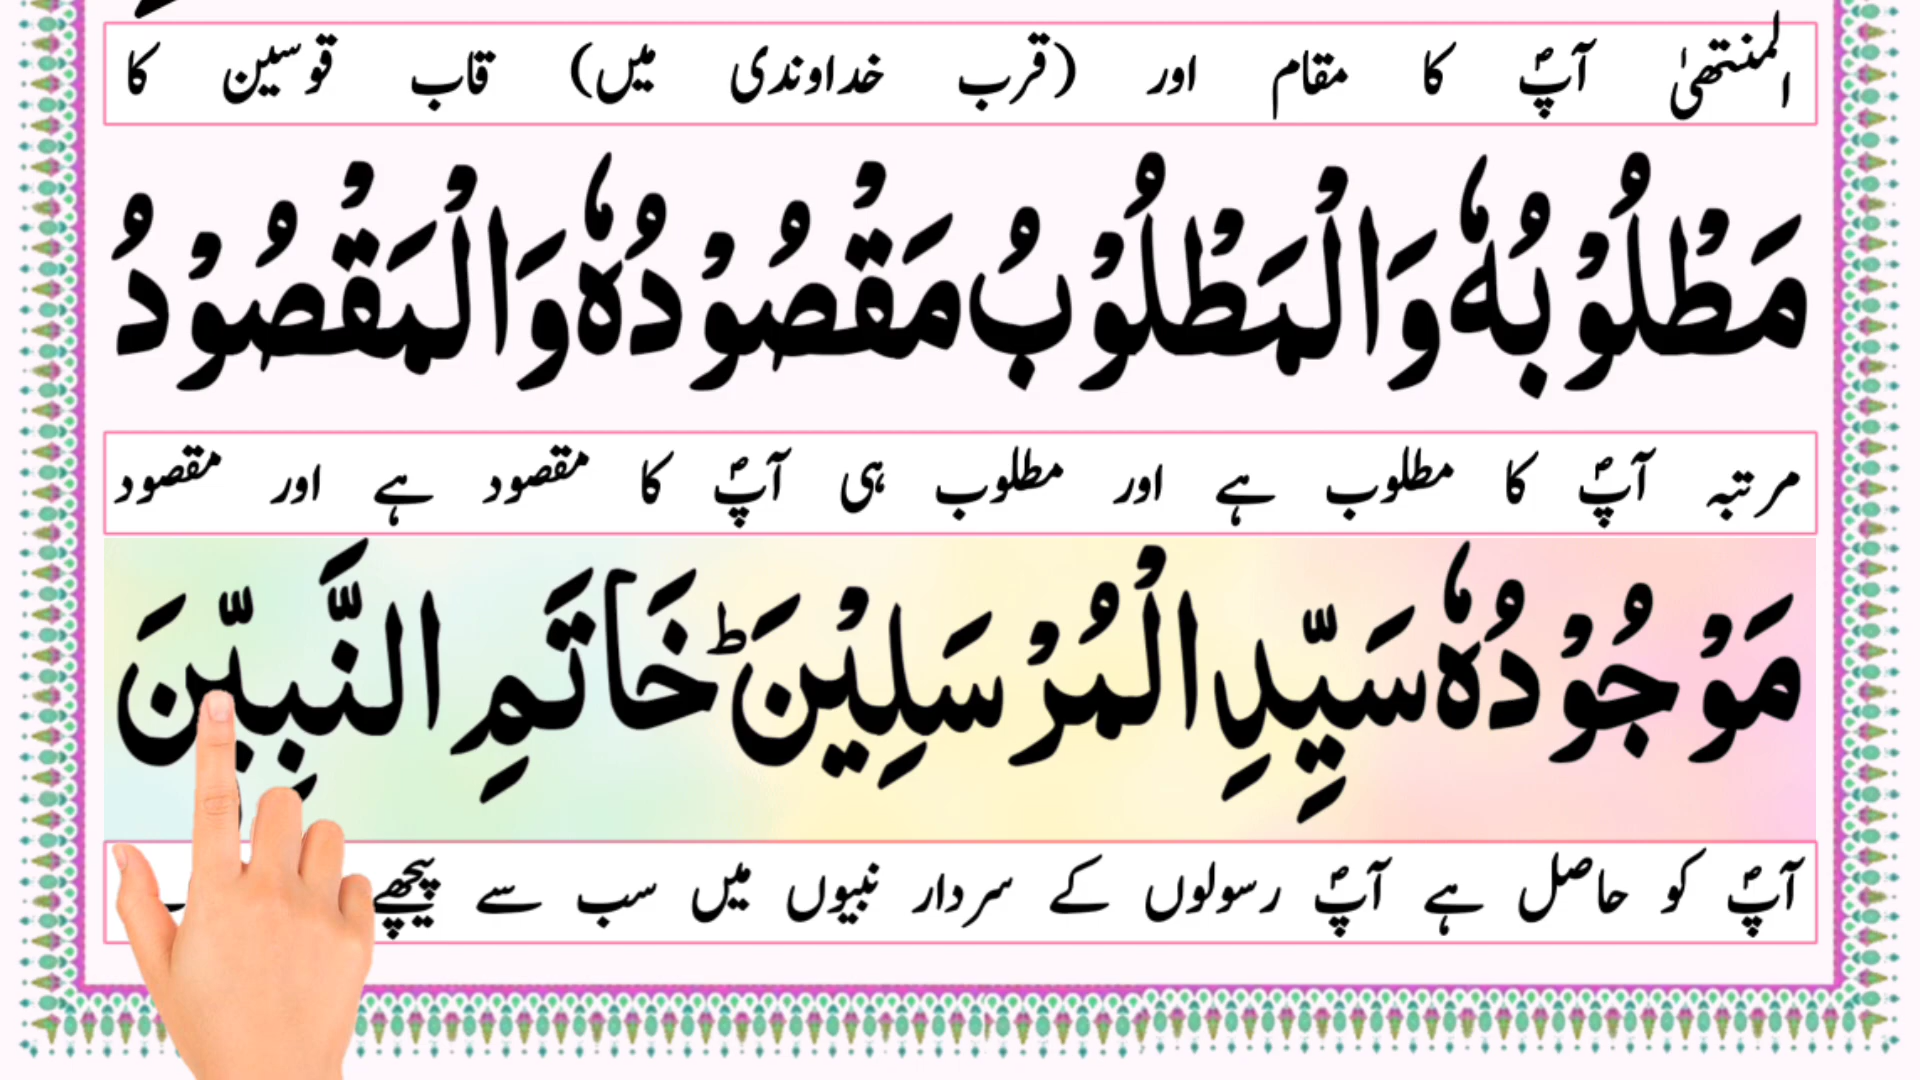 المنتھیٰ آپؐ کا مقام اور (قرب خداوندی میں) قاب قوسین کا
مَطْلُوْبُهٗ وَالْمَطْلُوْبُ مَقْصُوْدُهٗ وَالْمَقْصُوْدُ
مرتبہ آپؐ کا مطلوب ہے اور مطلوب ہی آپؐ کا مقصود ہے اور مقصود
مَوْجُوْدُهٗ سَيِّدِ الْمُرْسَلِيْنَ ؕ خَاتَمِ النَّبِيِّيْنَ
آپؐ کو حاصل ہے آپؐ رسولوں کے سردار نبیوں میں سب سے پیچھے